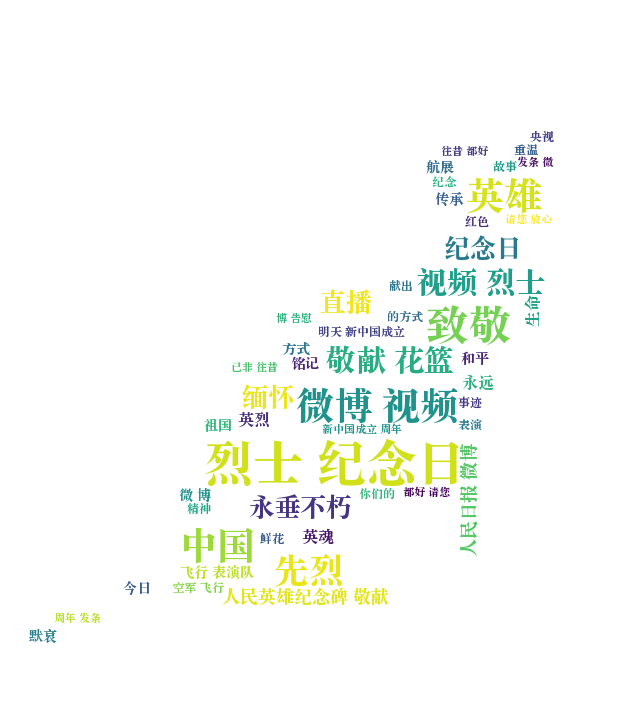 央视
往昔 都好
重温
发条 微
航展
故事
纪念
英雄
传承
请您 放心
红色
纪念日
视频 烈士
献出
生命
直播
致敬
博 告慰
的方式
明天 新中国成立
方式
敬献 花篮
和平
铭记
已非 往昔
永远
缅怀
微博 视频
事迹
祖国
英烈
新中国成立 周年
表演
烈士 纪念日
人民日报 微博
微 博
你们的
都好 请您
精神
永垂不朽
中国
鲜花
英魂
先烈
飞行 表演队
今日
空军 飞行
人民英雄纪念碑 敬献
周年 发条
默哀